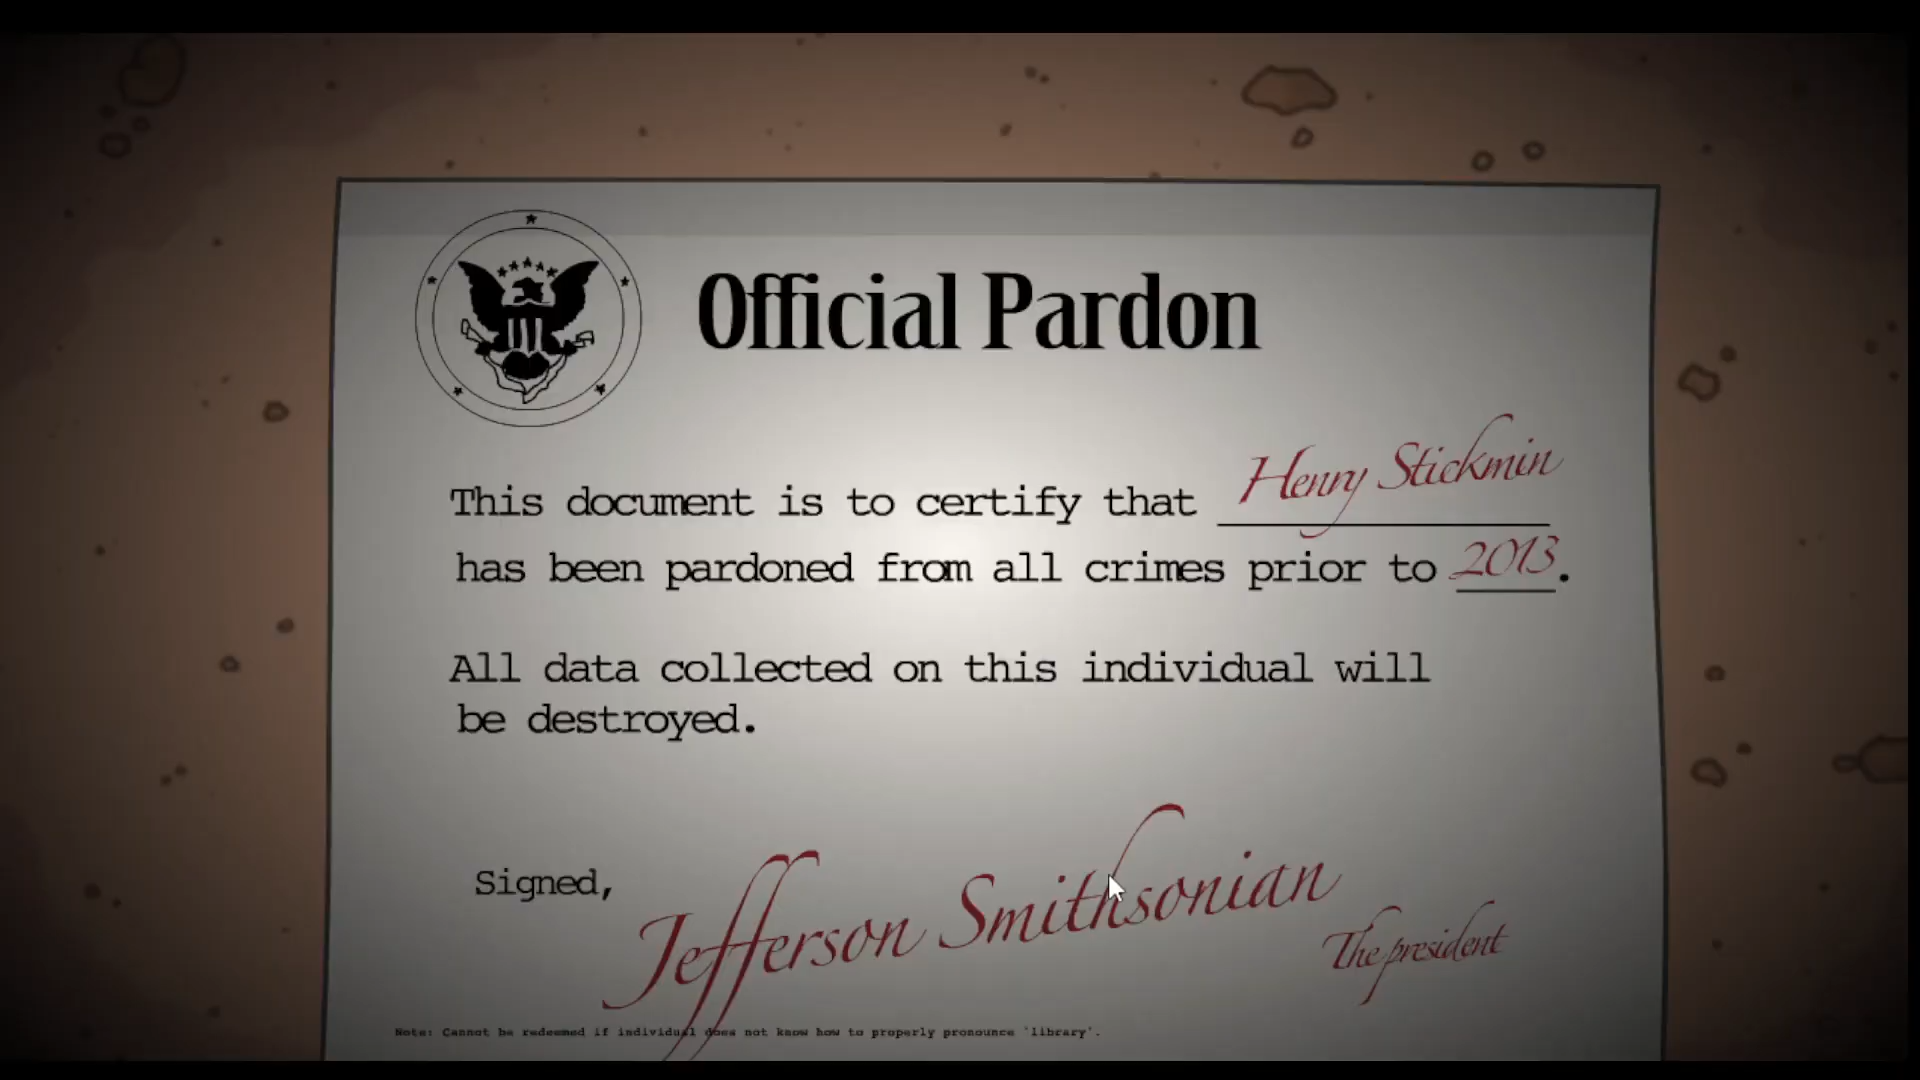 Official Pardon
This document is to certify that Henry Stickmin
has been pardoned from all crimes prior to 2013.
All data collected on this individual will
be destroyed.
Signed, Jefferson Smithsonian
The president
Note: Cannot be redeemed if individual does not know how to properly pronounce 'library'.